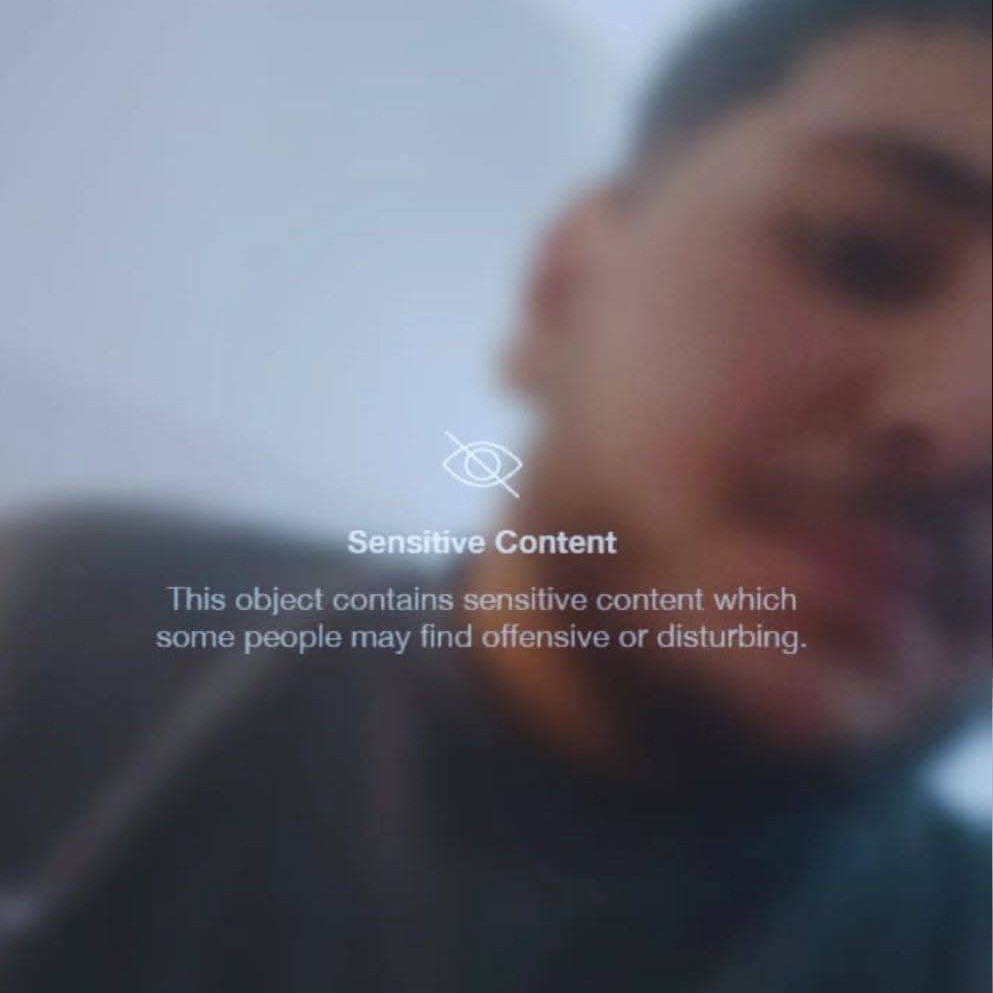 Sensitive Content
This object contains sensitive content which
some people may find offensive or disturbing.